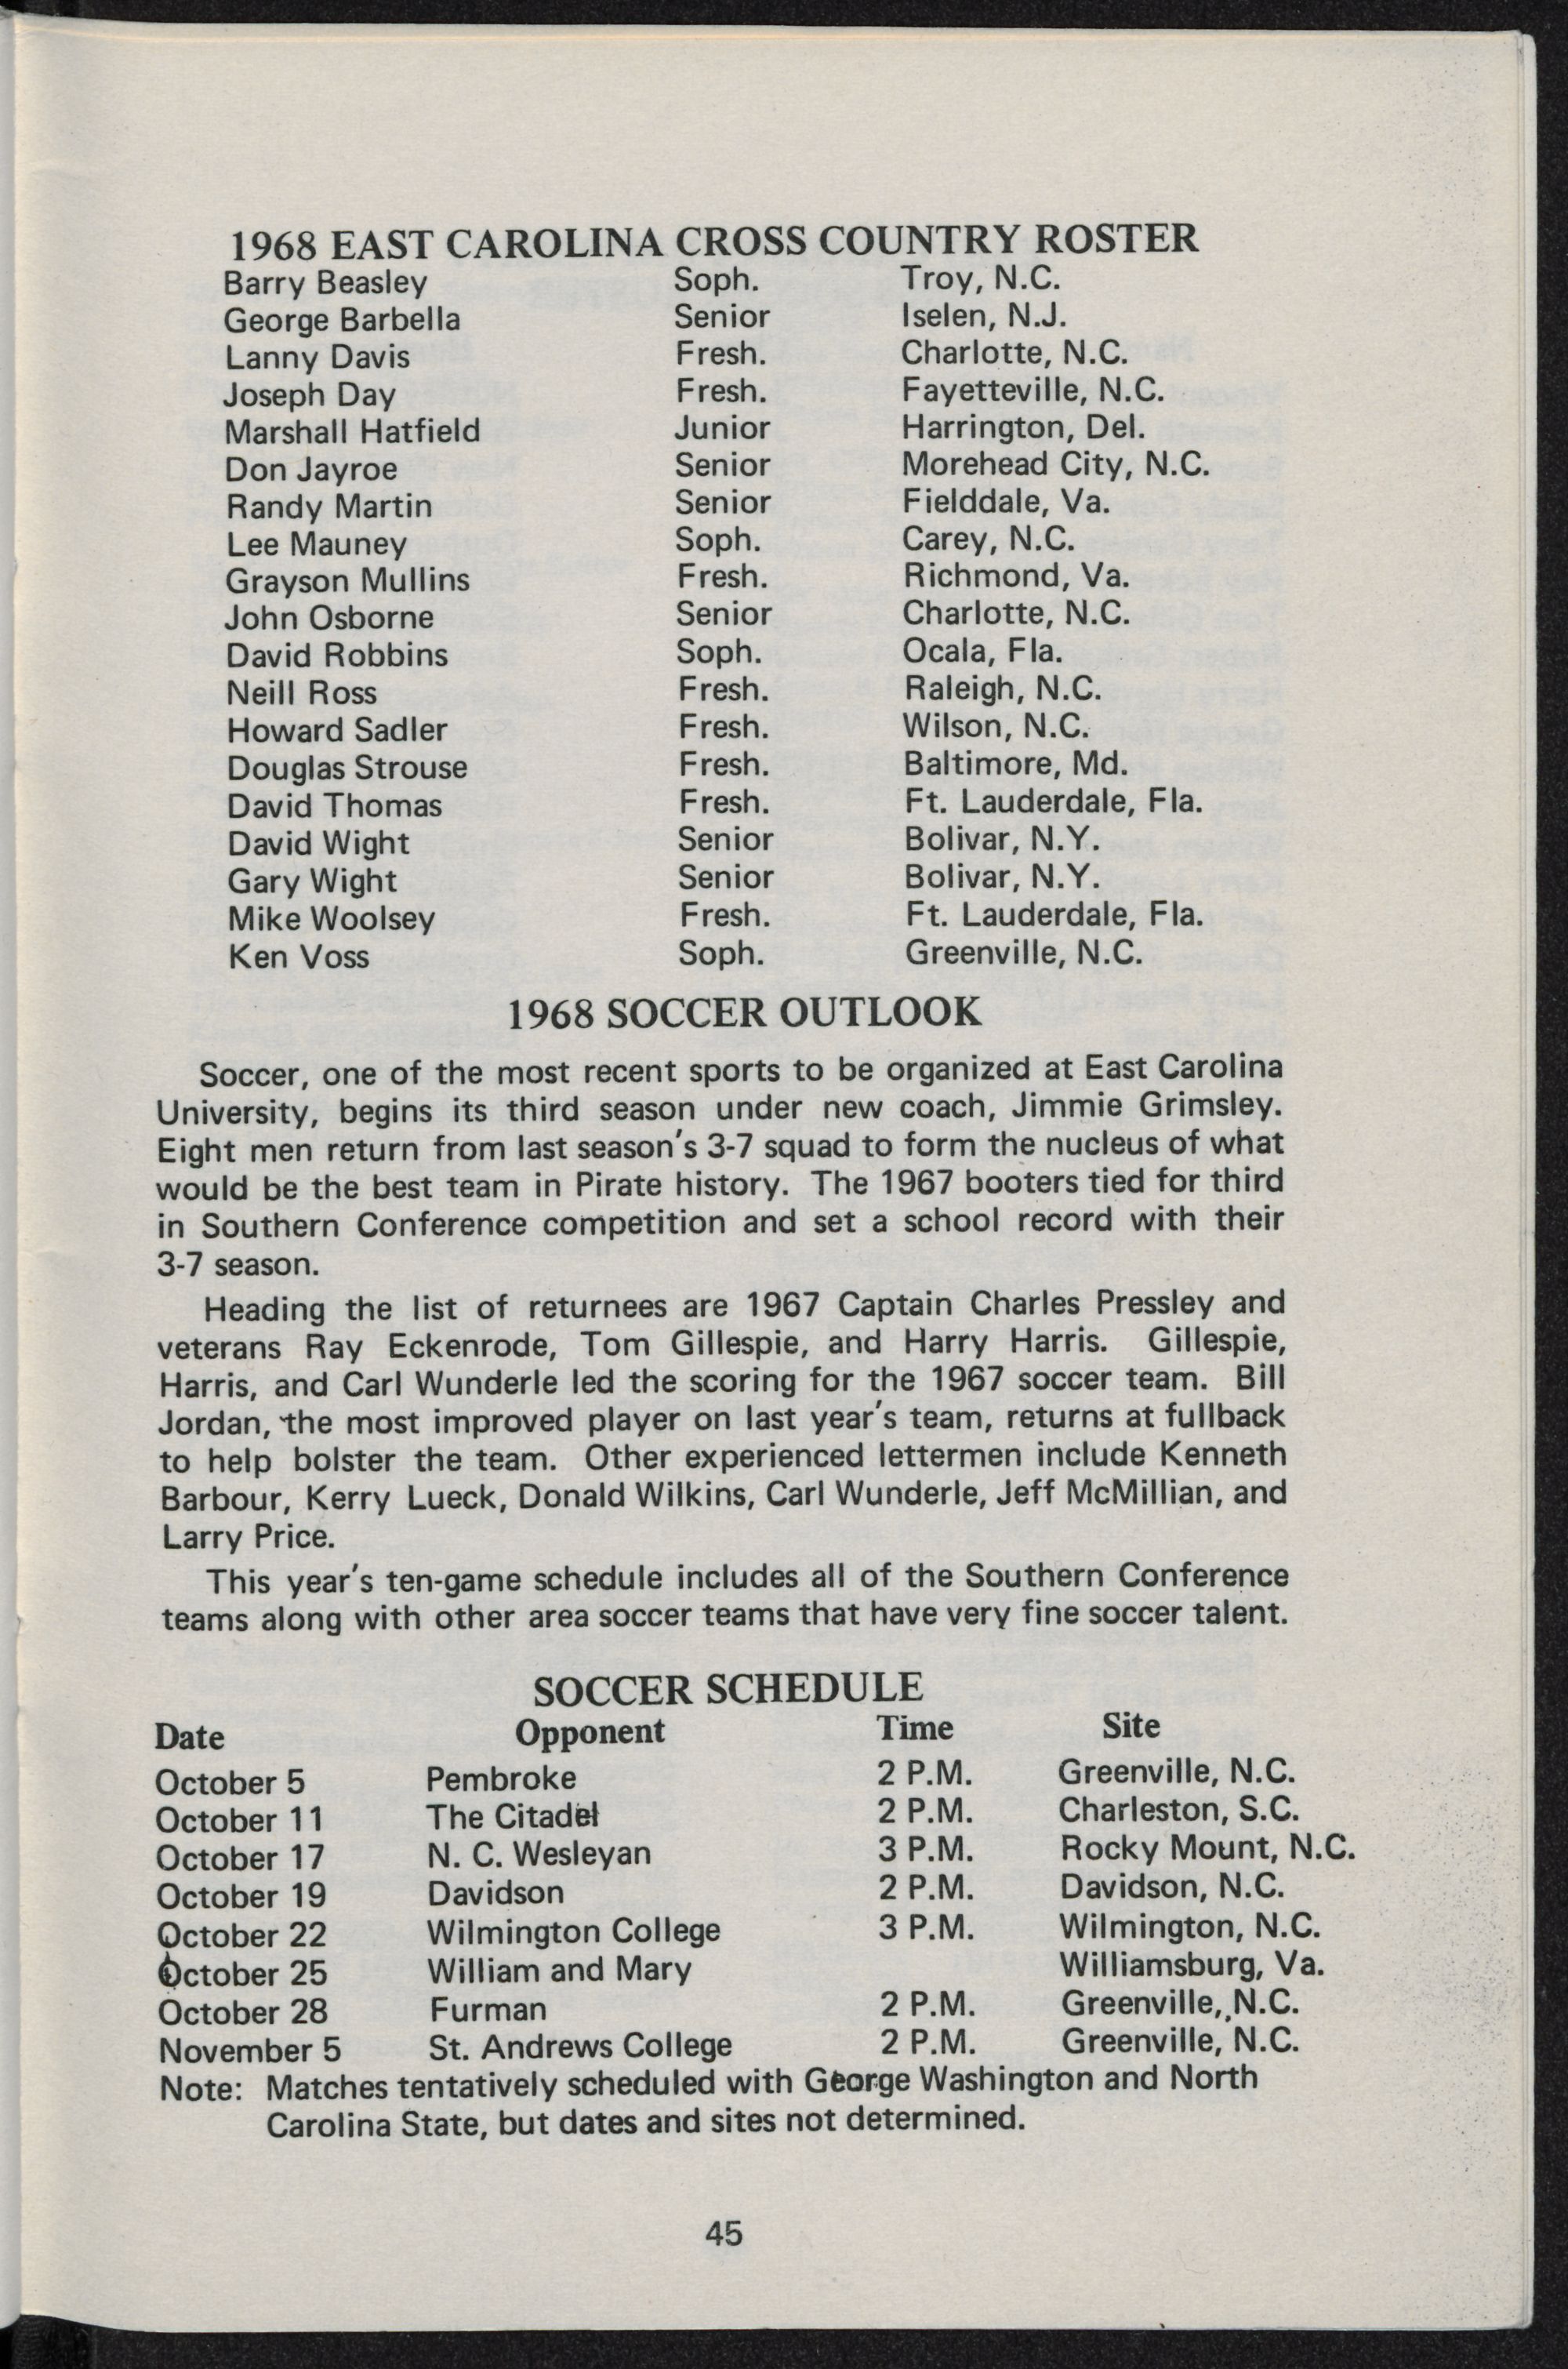 1968 EAST CAROLINA CROSS COUNTRY ROSTER
Barry Beasley Soph. Troy, N.C.
George Barbella Senior Iselen, N.J.
Lanny Davis Fresh. Charlotte, N.C.
Joseph Day Fresh. Fayetteville, N.C.
Marshall Hatfield Junior Harrington, Del.
Don Jayroe Senior Morehead City, N.C.
Randy Martin Senior Fielddale, Va.
Lee Mauney Soph. Carey, N.C.
Grayson Mullins Fresh. Richmond, Va.
John Osborne Senior Charlotte, N.C.
David Robbins Soph. Ocala, Fla.
Neill Ross Fresh. Raleigh, N.C.
Howard Sadler Fresh. Wilson, N.C.
Douglas Strouse Fresh. Baltimore, Md.
David Thomas Fresh. Ft. Lauderdale, Fla.
David Wight Senior Bolivar, N.Y.
Gary Wight Senior Bolivar, N.Y.
Mike Woolsey Fresh. Ft. Lauderdale, Fla.
Ken Voss Soph. Greenville, N.C.
1968 SOCCER OUTLOOK
Soccer, one of the most recent sports to be organized at East Carolina
University, begins its third season under new coach, Jimmie Grimsley.
Eight men return from last season's 3-7 squad to form the nucleus of what
would be the best team in Pirate history. The 1967 booters tied for third
in Southern Conference competition and set a school record with their
3-7 season.
Heading the list of returnees are 1967 Captain Charles Pressley and
veterans Ray Eckenrode, Tom Gillespie, and Harry Harris. Gillespie,
Harris, and Carl Wunderle led the scoring for the 1967 soccer team. Bill
Jordan, the most improved player on last year's team, returns at fullback
to help bolster the team. Other experienced lettermen include Kenneth
Barbour, Kerry Lueck, Donald Wilkins, Carl Wunderle, Jeff McMillian, and
Larry Price.
This year's ten-game schedule includes all of the Southern Conference
teams along with other area soccer teams that have very fine soccer talent.
SOCCER SCHEDULE
Date Opponent Time Site
October 5 Pembroke 2 P.M. Greenville, N.C.
October 11 The Citadel 2 P.M. Charleston, S.C.
October 17 N. C. Wesleyan 3 P.M. Rocky Mount, N.C.
October 19 Davidson 2 P.M. Davidson, N.C.
October 22 Wilmington College 3 P.M. Wilmington, N.C.
October 25 William and Mary Williamsburg, Va.
October 28 Furman 2 P.M. Greenville, N.C.
November 5 St. Andrews College 2 P.M. Greenville, N.C.
Note: Matches tentatively scheduled with George Washington and North
Carolina State, but dates and sites not determined.
45